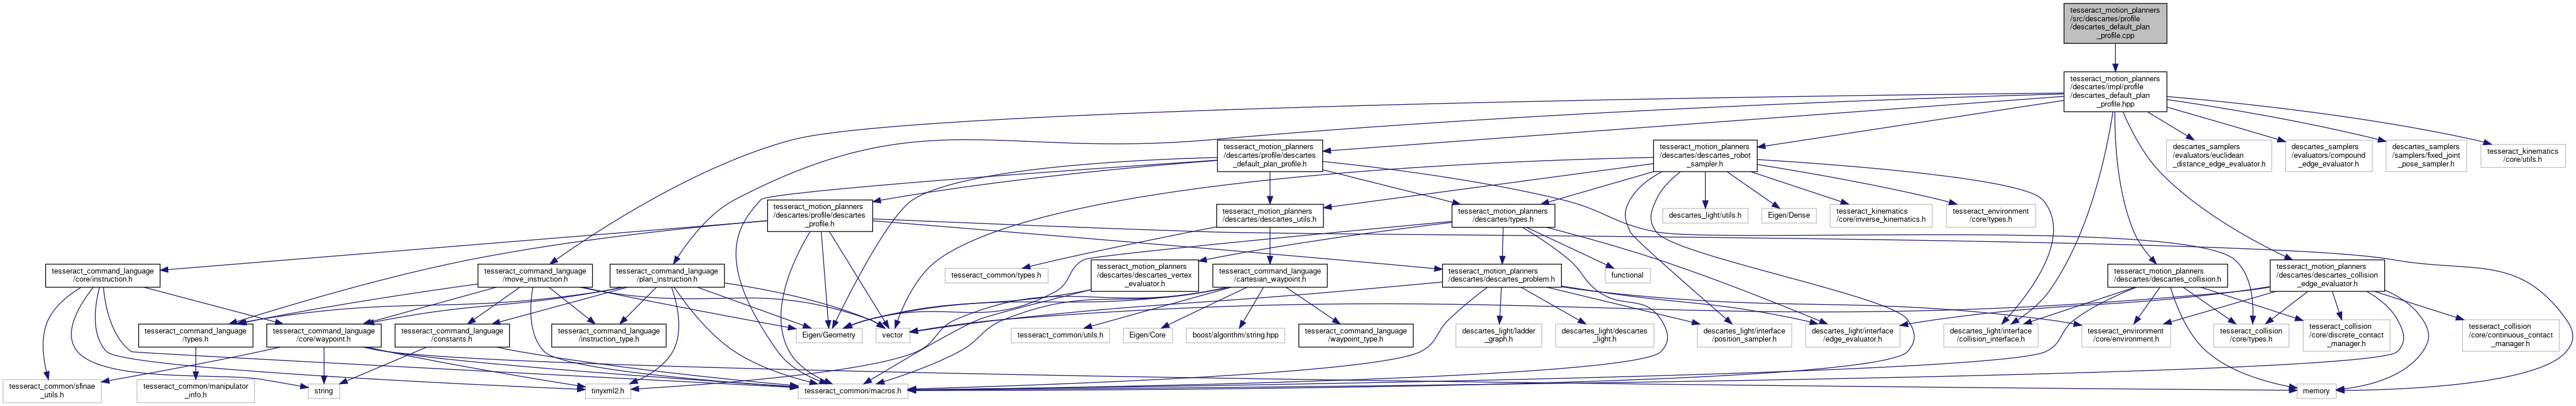 tesseract_motion_planners
/src/descartes/profile
/descartes_default_plan
_profile.cpp
tesseract_motion_planners
/descartes/impl/profile
/descartes_default_plan
_profile.hpp
tesseract_motion_planners
/descartes/profile/descartes
_default_plan_profile.h
tesseract_motion_planners
/descartes/descartes_robot
_sampler.h
descartes_samplers
/evaluators/euclidean
_distance_edge_evaluator.h
descartes_samplers
/evaluators/compound
_edge_evaluator.h
descartes_samplers
/samplers/fixed_joint
_pose_sampler.h
tesseract_kinematics
/core/utils.h
tesseract_motion_planners
/descartes/profile/descartes
_profile.h
tesseract_motion_planners
/descartes/descartes_utils.h
tesseract_motion_planners
/descartes/types.h
descartes_light/utils.h
Eigen/Dense
tesseract_kinematics
/core/inverse_kinematics.h
tesseract_environment
/core/types.h
tesseract_command_language
/core/instruction.h
tesseract_command_language
/move_instruction.h
tesseract_command_language
/plan_instruction.h
tesseract_common/types.h
tesseract_motion_planners
/descartes/descartes_vertex
_evaluator.h
tesseract_command_language
/cartesian_waypoint.h
tesseract_motion_planners
/descartes/descartes_problem.h
functional
tesseract_motion_planners
/descartes/descartes_collision.h
tesseract_motion_planners
/descartes/descartes_collision
_edge_evaluator.h
tesseract_command_language
/types.h
tesseract_command_language
/core/waypoint.h
tesseract_command_language
/constants.h
tesseract_command_language
/instruction_type.h
Eigen/Geometry
vector
tesseract_common/utils.h
Eigen/Core
boost/algorithm/string.hpp
tesseract_command_language
/waypoint_type.h
descartes_light/ladder
_graph.h
descartes_light/descartes
_light.h
descartes_light/interface
/position_sampler.h
descartes_light/interface
/edge_evaluator.h
descartes_light/interface
/collision_interface.h
tesseract_environment
/core/environment.h
tesseract_collision
/core/types.h
tesseract_collision
/core/discrete_contact
_manager.h
tesseract_collision
/core/continuous_contact
_manager.h
tesseract_common/sfinae
_utils.h
tesseract_common/manipulator
_info.h
string
tinyxml2.h
tesseract_common/macros.h
memory